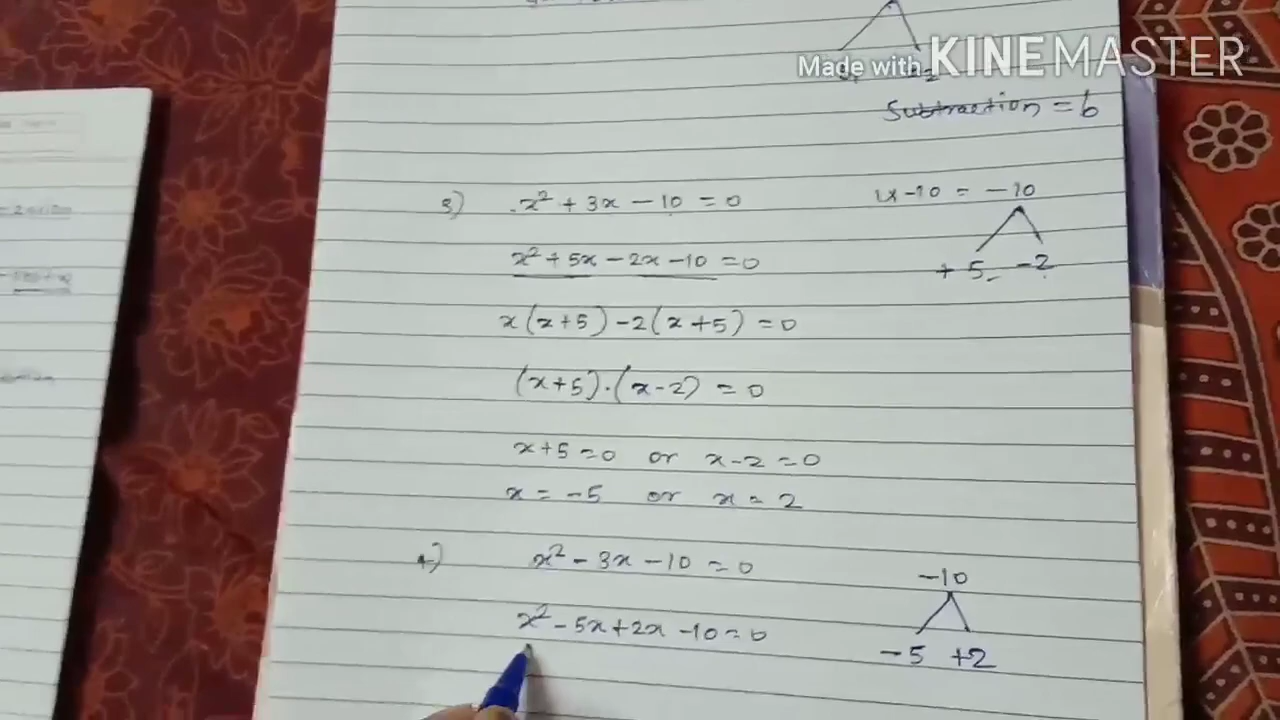 Made with KINEMASTER
Subtraction = b
3) x² + 3x - 10 = 0
-10 = -10
x² + 5x - 2x - 10 = 0
+5 -2
x(x+5) - 2(x+5) = 0
(x+5)·(x-2) = 0
x+5=0 or x-2=0
x = -5 or x = 2
4) x² - 3x - 10 = 0
-10
x² - 5x + 2x - 10 = 0
-5 +2